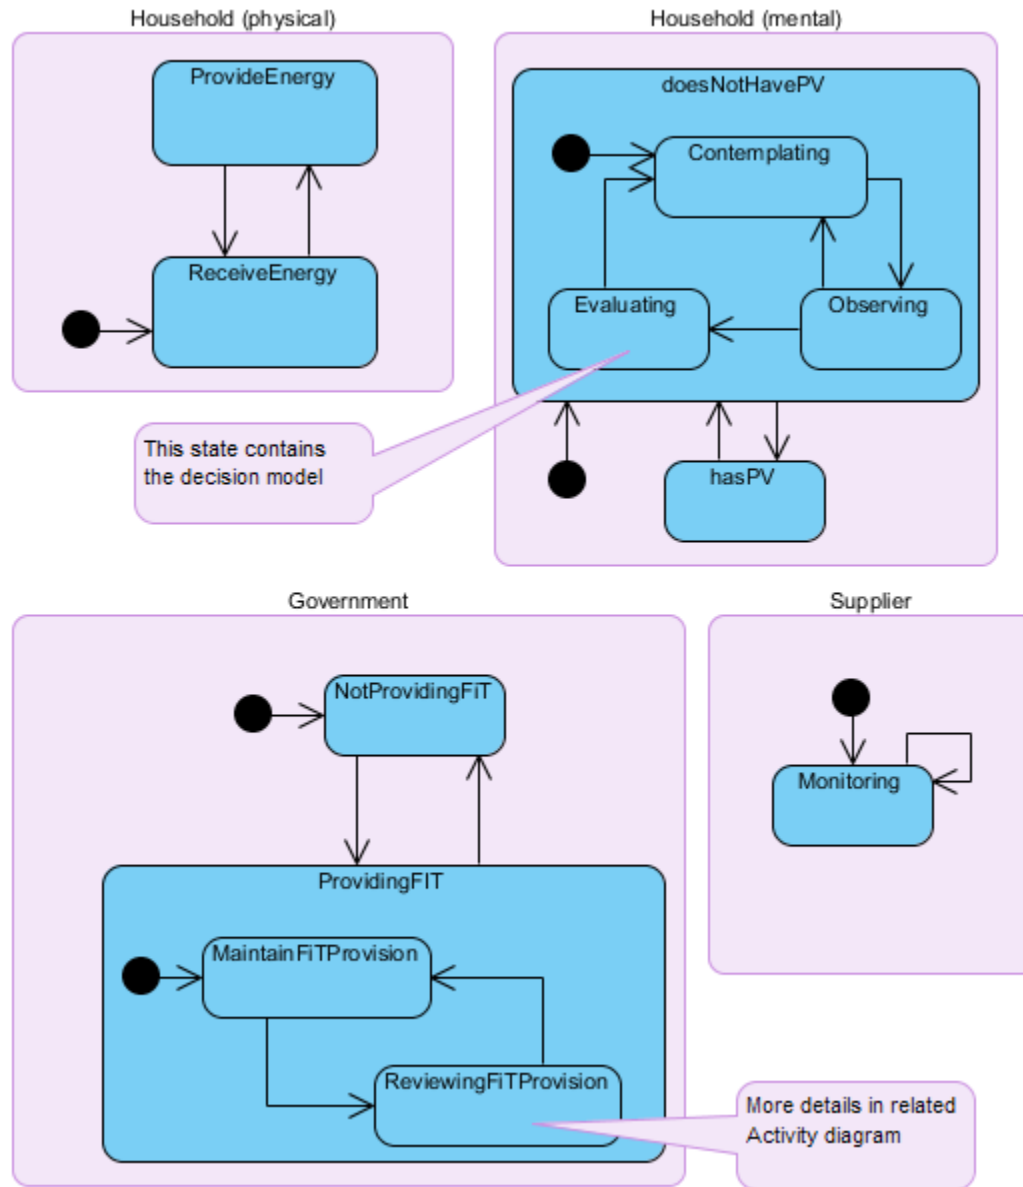 Household (physical)
Household (mental)
ProvideEnergy
ReceiveEnergy
doesNotHavePV
Contemplating
Evaluating
Observing
hasPV
This state contains
the decision model
Government
Supplier
NotProvidingFiT
ProvidingFIT
MaintainFiTProvision
ReviewingFiTProvision
Monitoring
More details in related
Activity diagram